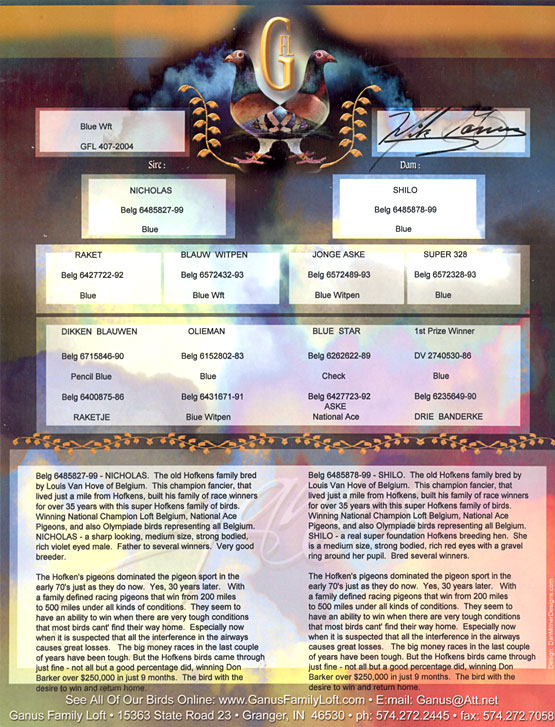 GFL
Blue Wft
GFL 407-2004
Sire :
Dam :
NICHOLAS
Belg 6485827-99
Blue
SHILO
Belg 6485878-99
Blue
RAKET
Belg 6427722-92
Blue
BLAUW WITPEN
Belg 6572432-93
Blue Wft
JONGE ASKE
Belg 6572489-93
Blue Witpen
SUPER 328
Belg 6572328-93
Blue
DIKKEN BLAUWEN
Belg 6715846-90
Pencil Blue
Belg 6400875-86
RAKETJE
OLIEMAN
Belg 6152802-83
Blue
Belg 6431671-91
Blue Witpen
BLUE STAR
Belg 6262622-89
Check
Belg 6427723-92
ASKE
National Ace
1st Prize Winner
DV 2740530-86
Blue
Belg 6235649-90
DRIE BANDERKE
Belg 6485827-99 - NICHOLAS. The old Hofkens family bred
by Louis Van Hove of Belgium. This champion fancier, that
lived just a mile from Hofkens, built his family of race winners
for over 35 years with this super Hofkens family of birds.
Winning National Champion Loft Belgium, National Ace
Pigeons, and also Olympiade birds representing all Belgium.
NICHOLAS - a sharp looking, medium size, strong bodied,
rich violet eyed male. Father to several winners. Very good
breeder.
The Hofken's pigeons dominated the pigeon sport in the
early 70's just as they do now. Yes, 30 years later. With
a family defined racing pigeons that win from 200 miles
to 500 miles under all kinds of conditions. They seem to
have an ability to win when there are very tough conditions
that most birds cant' find their way home. Especially now
when it is suspected that all the interference in the airways
causes great losses. The big money races in the last couple
of years have been tough. But the Hofkens birds came through
just fine - not all but a good percentage did, winning Don
Barker over $250,000 in just 9 months. The bird with the
desire to win and return home.
Belg 6485878-99 - SHILO. The old Hofkens family bred by
Louis Van Hove of Belgium. This champion fancier, that
lived just a mile from Hofkens, built his family of race winners
for over 35 years with this super Hofkens family of birds.
Winning National Champion Loft Belgium, National Ace
Pigeons, and also Olympiade birds representing all Belgium.
SHILO - a real super foundation Hofkens breeding hen. She
is a medium size, strong bodied, rich red eyes with a gravel
ring around her pupil. Bred several winners.
The Hofken's pigeons dominated the pigeon sport in the
early 70's just as they do now. Yes, 30 years later. With
a family defined racing pigeons that win from 200 miles
to 500 miles under all kinds of conditions. They seem to
have an ability to win when there are very tough conditions
that most birds cant' find their way home. Especially now
when it is suspected that all the interference in the airways
causes great losses. The big money races in the last couple
of years have been tough. But the Hofkens birds came through
just fine - not all but a good percentage did, winning Don
Barker over $250,000 in just 9 months. The bird with the
desire to win and return home.
See All Of Our Birds Online: www.GanusFamilyLoft.com • E-mail: Ganus@Att.net
Ganus Family Loft • 15363 State Road 23 • Granger, IN 46530 • ph: 574.272.2445 • fax: 574.272.7058